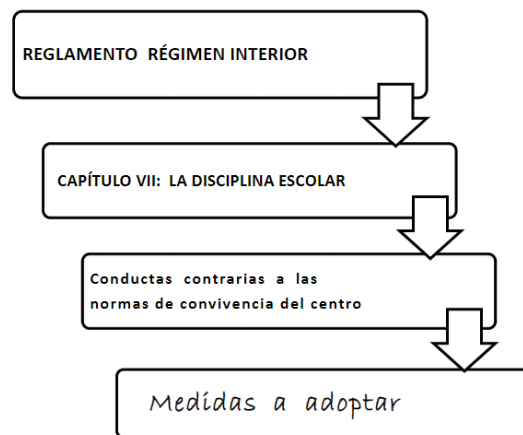 REGLAMENTO RÉGIMEN INTERIOR
CAPÍTULO VII: LA DISCIPLINA ESCOLAR
Conductas contrarias a las
normas de convivencia del centro
Medidas a adoptar